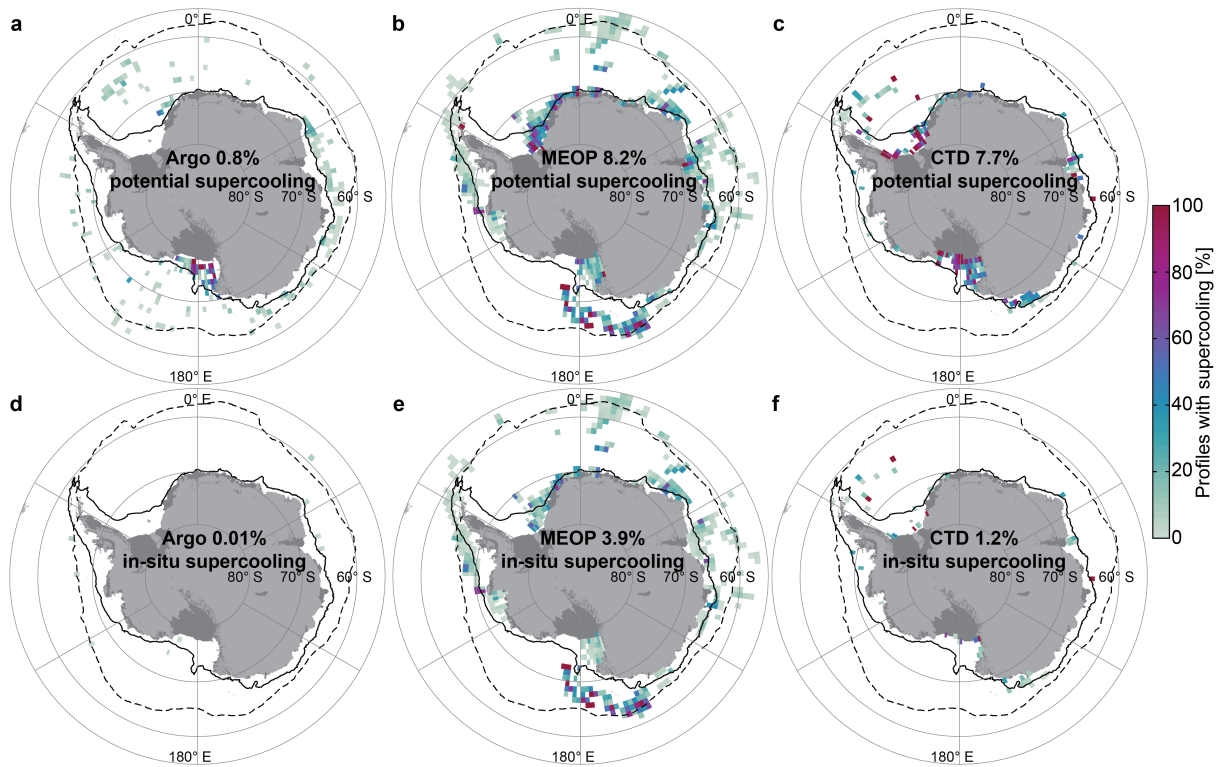 a
0° E
Argo 0.8%
potential supercooling
80° S 70° S 60° S
180° E
b
0° E
MEOP 8.2%
potential supercooling
80° S 70° S 60° S
c
0° E
CTD 7.7%
potential supercooling
80° S 70° S 60° S
d
0° E
Argo 0.01%
in-situ supercooling
80° S 70° S 60° S
180° E
e
180° E
0° E
MEOP 3.9%
in-situ supercooling
80° S 70° S 60° S
180° E
f
180° E
0° E
CTD 1.2%
in-situ supercooling
80° S 70° S 60° S
180° E
100
80
60
40
20
0
Profiles with supercooling [%]